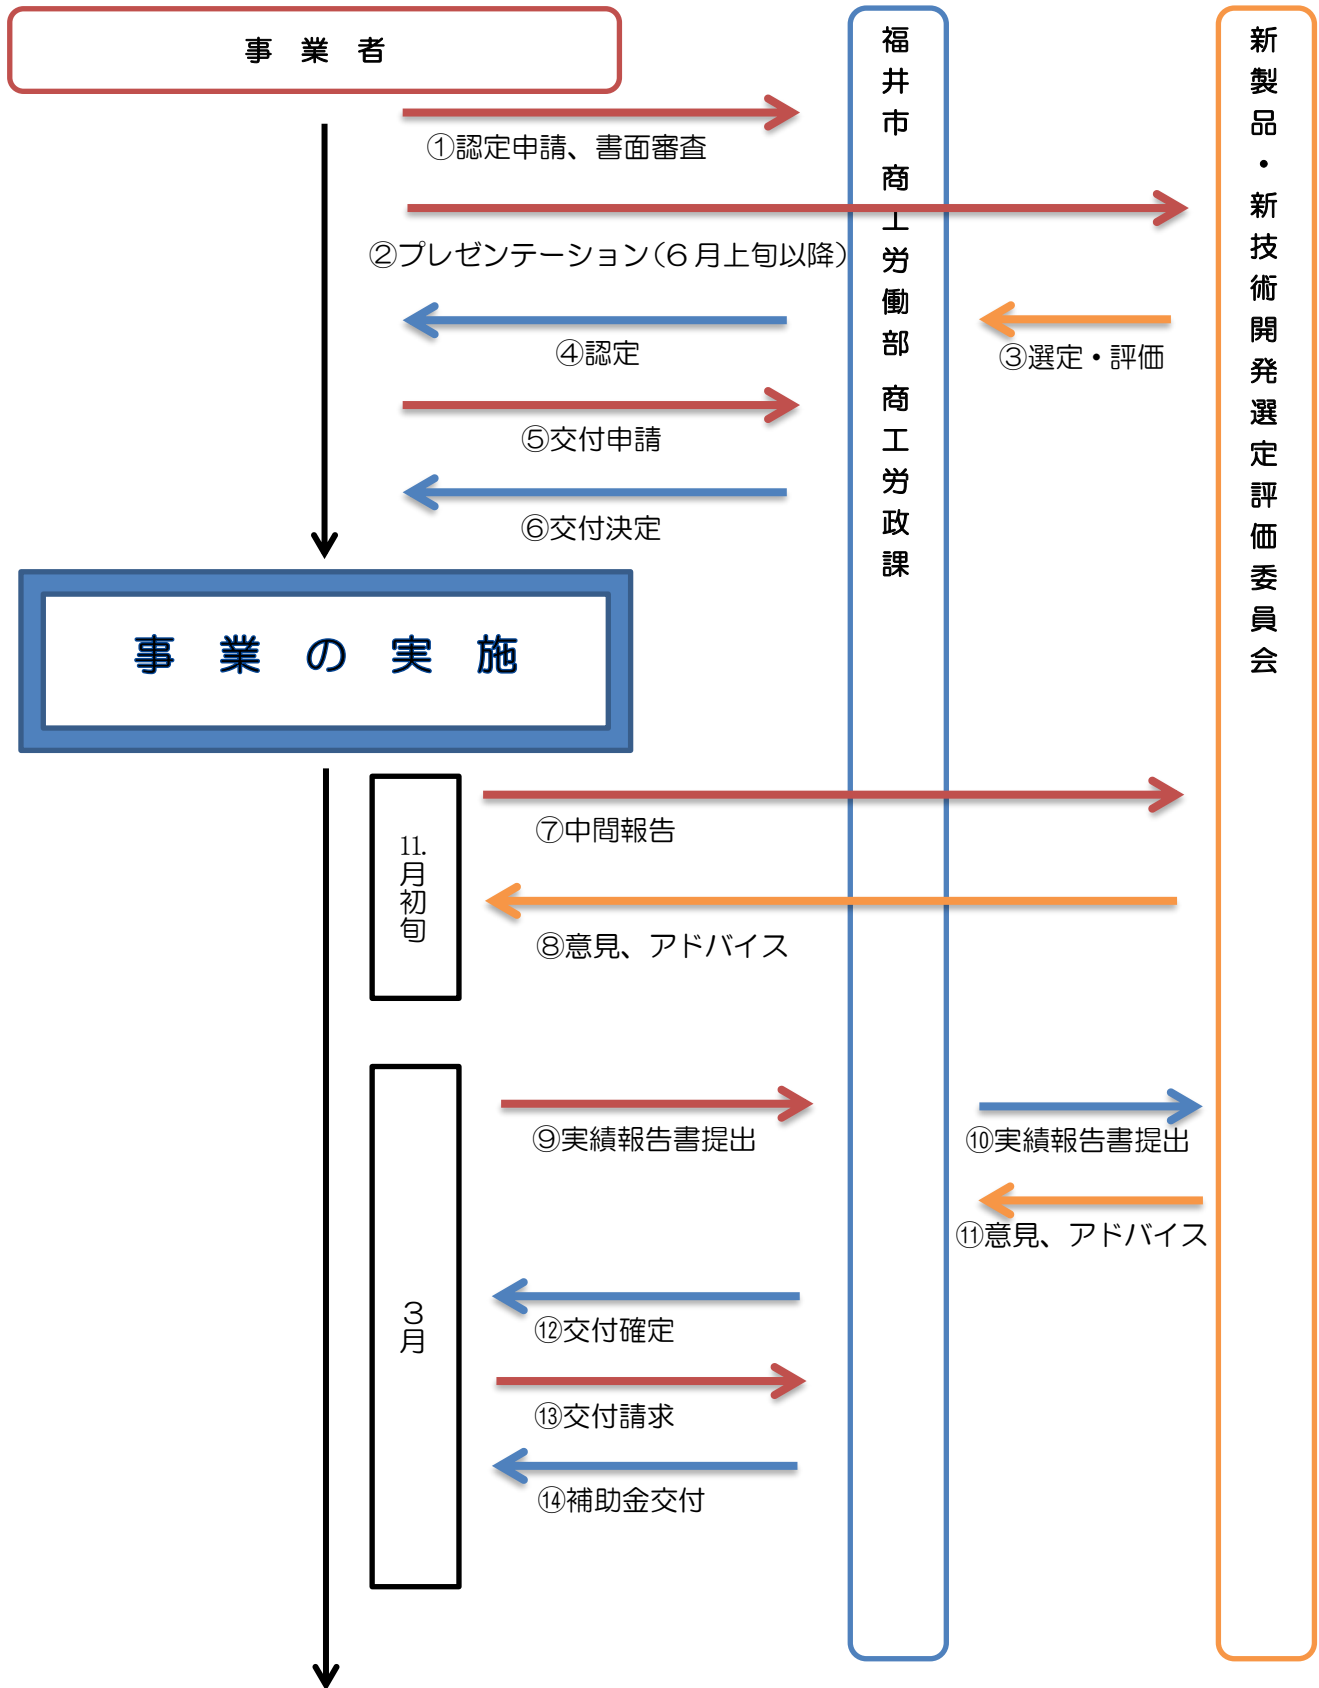 事 業 者
福井市 商工労働部 商工労政課
新製品・新技術開発選定評価委員会
①認定申請、書面審査
②プレゼンテーション（６月上旬以降）
④認定
③選定・評価
⑤交付申請
⑥交付決定
事 業 の 実 施
11.月初旬
⑦中間報告
⑧意見、アドバイス
3月
⑨実績報告書提出
⑩実績報告書提出
⑪意見、アドバイス
⑫交付確定
⑬交付請求
⑭補助金交付